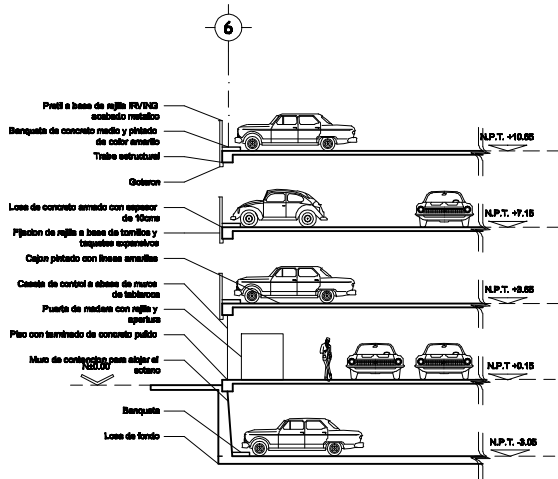 6
Pretil a base de rejilla IRVING
acabado metalico
Banqueta de concreto medio y pintado
de color amarillo
Trabe estructural
Goteron
N.P.T. +10.65
Losa de concreto armado con espesor
de 10cms
Fijacion de rejilla a base de tornillos y
taquetes expansivos
N.P.T. +7.15
Cajon pintado con lineas amarillas
Caseta de control a abase de muros
de tablaroca
N.P.T. +3.65
Puerta de madera con rejilla y
apertura
Piso con terminado de concreto pulido
Muro de contencion para alojar el
sotano
N±0.00
N.P.T +0.15
Banqueta
Losa de fondo
N.P.T. -3.05